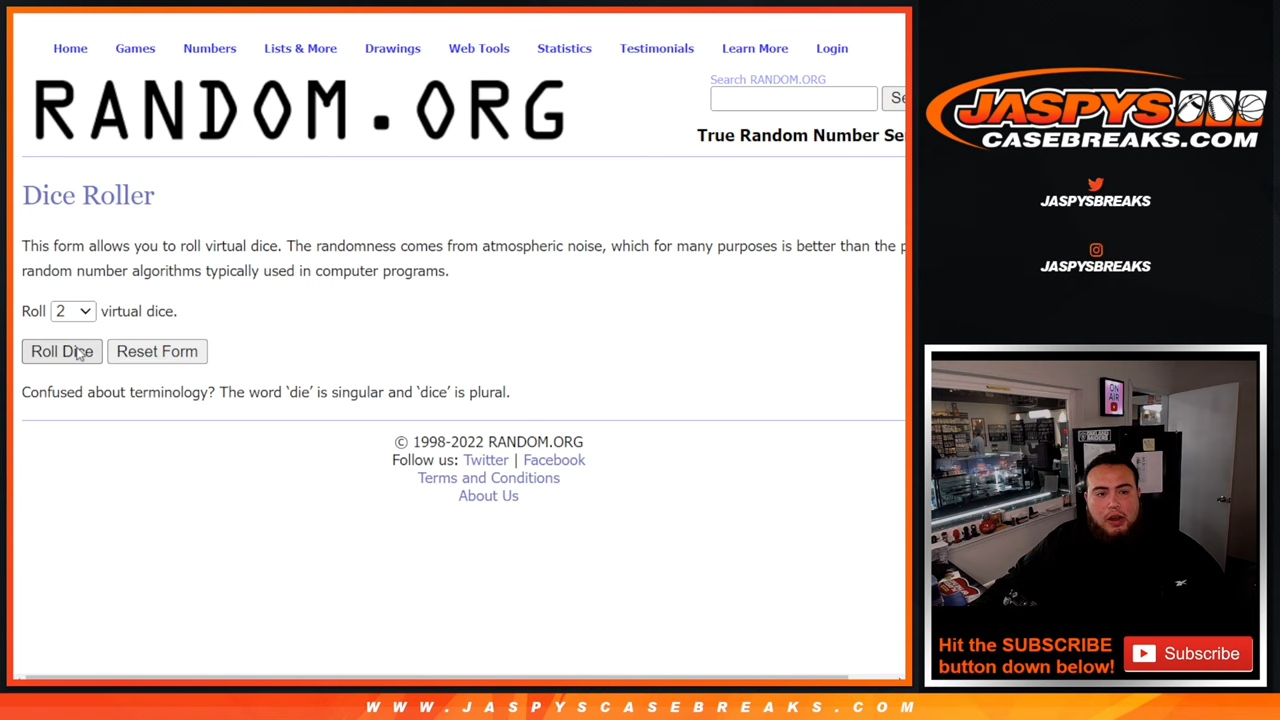 Home Games Numbers Lists & More Drawings Web Tools Statistics Testimonials Learn More Login
RANDOM.ORG
Search RANDOM.ORG
Se
True Random Number Se
Dice Roller
This form allows you to roll virtual dice. The randomness comes from atmospheric noise, which for many purposes is better than the p
random number algorithms typically used in computer programs.
Roll 2 virtual dice.
Roll Dice Reset Form
Confused about terminology? The word ‘die’ is singular and ‘dice’ is plural.
© 1998-2022 RANDOM.ORG
Follow us: Twitter | Facebook
Terms and Conditions
About Us
JASPYS
CASEBREAKS.COM
JASPYSBREAKS
JASPYSBREAKS
ON
AIR
Hit the SUBSCRIBE
button down below!
Subscribe
WWW.JASPYSCASEBREAKS.COM